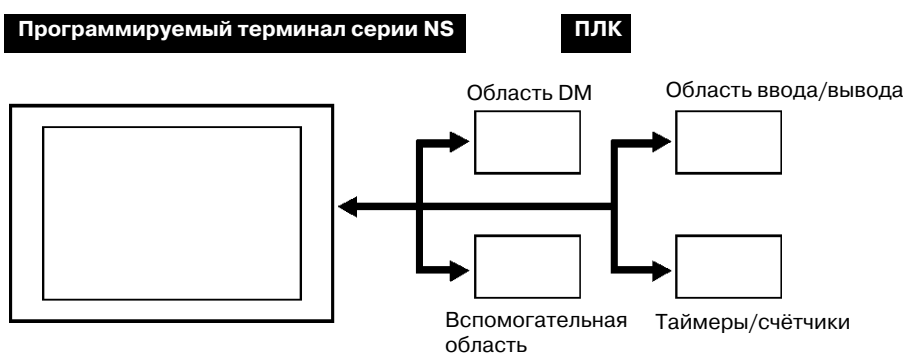 Программируемый терминал серии NS
ПЛК
Область DM
Область ввода/вывода
Вспомогательная
область
Таймеры/счётчики